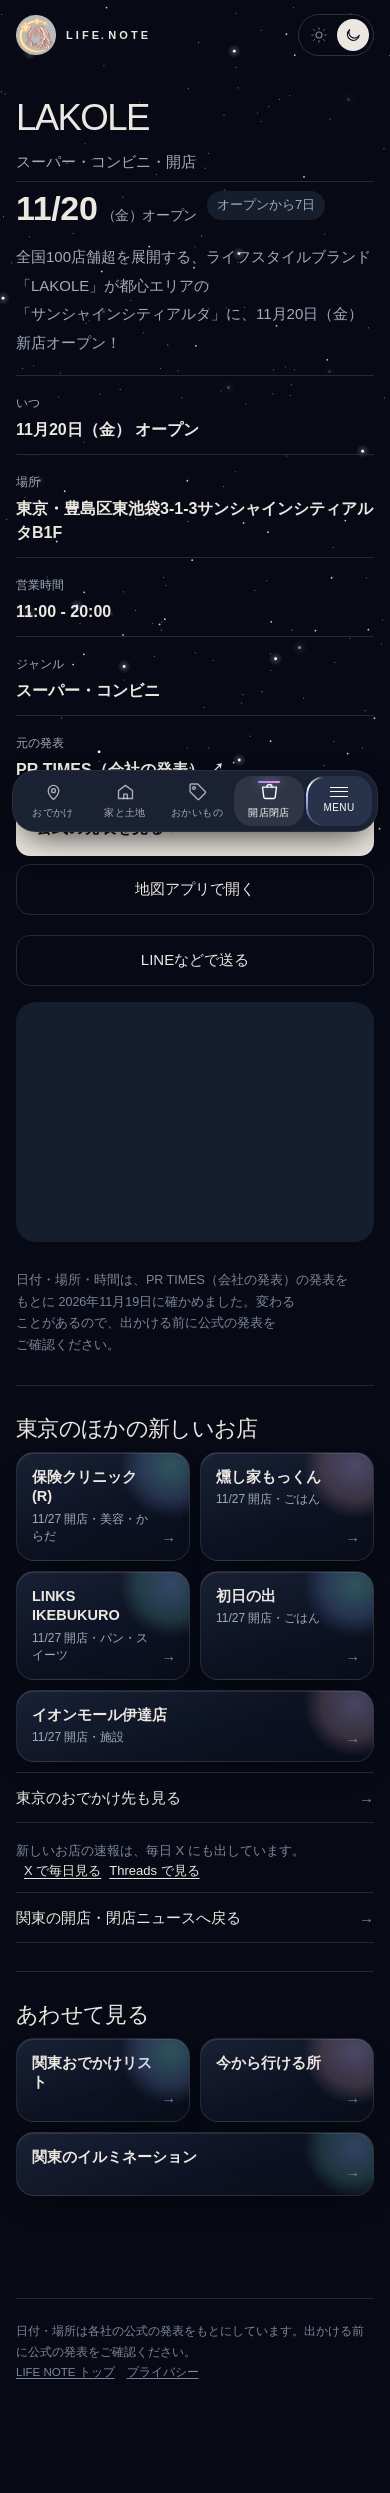 LIFE.NOTE
LAKOLE
スーパー・コンビニ・開店
11/20 （金）オープン オープンから7日
全国100店舗超を展開する、ライフスタイルブランド
「LAKOLE」が都心エリアの
「サンシャインシティアルタ」に、11月20日（金）
新店オープン！
いつ
11月20日（金） オープン
場所
東京・豊島区東池袋3-1-3サンシャインシティアル
タB1F
営業時間
11:00 - 20:00
ジャンル
スーパー・コンビニ
元の発表
PR TIMES（会社の発表） ↗
おでかけ
家と土地
おかいもの
開店閉店
MENU
地図アプリで開く
LINEなどで送る
日付・場所・時間は、PR TIMES（会社の発表）の発表を
もとに 2026年11月19日に確かめました。変わる
ことがあるので、出かける前に公式の発表を
ご確認ください。
東京のほかの新しいお店
保険クリニック
(R)
11/27 開店・美容・か
らだ
→
燻し家もっくん
11/27 開店・ごはん
→
LINKS
IKEBUKURO
11/27 開店・パン・ス
イーツ
→
初日の出
11/27 開店・ごはん
→
イオンモール伊達店
11/27 開店・施設
→
東京のおでかけ先も見る →
新しいお店の速報は、毎日 X にも出しています。
X で毎日見る Threads で見る
関東の開店・閉店ニュースへ戻る →
あわせて見る
関東おでかけリス
ト
→
今から行ける所
→
関東のイルミネーション
→
日付・場所は各社の公式の発表をもとにしています。出かける前
に公式の発表をご確認ください。
LIFE NOTE トップ プライバシー